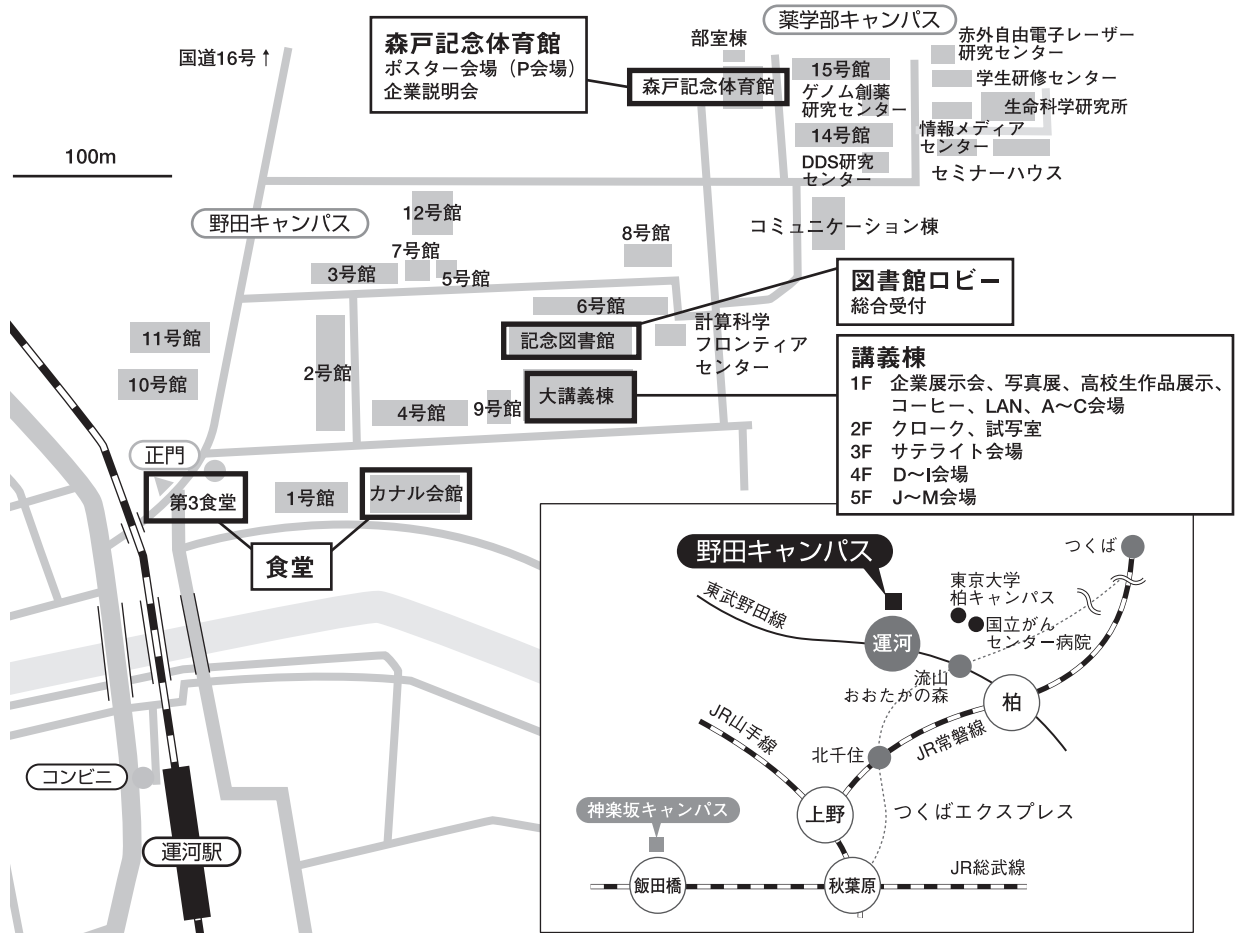 国道16号↑
100m
森戸記念体育館
ポスター会場（P会場）
企業説明会
部室棟
森戸記念体育館
薬学部キャンパス
15号館
ゲノム創薬
研究センター
14号館
DDS研究
センター
赤外自由電子レーザー
研究センター
学生研修センター
生命科学研究所
情報メディア
センター
セミナーハウス
コミュニケーション棟
野田キャンパス
12号館
7号館
3号館
5号館
8号館
6号館
記念図書館
計算科学
フロンティア
センター
図書館ロビー
総合受付
11号館
10号館
2号館
4号館
9号館
大講義棟
講義棟
1F 企業展示会、写真展、高校生作品展示、
コーヒー、LAN、A～C会場
2F クローク、試写室
3F サテライト会場
4F D～I会場
5F J～M会場
正門
第3食堂
1号館
カナル会館
食堂
コンビニ
運河駅
野田キャンパス
つくば
東京大学
柏キャンパス
国立がん
センター病院
東武野田線
運河
流山
おおたかの森
柏
JR山手線
北千住
JR常磐線
上野
つくばエクスプレス
神楽坂キャンパス
飯田橋
秋葉原
JR総武線